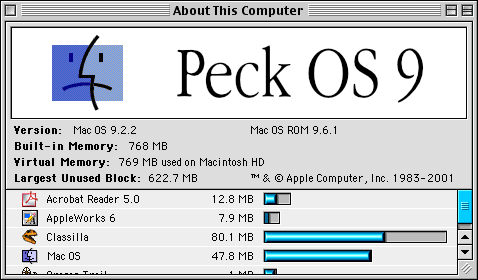 About This Computer
Peck OS 9
Version: Mac OS 9.2.2 Mac OS ROM 9.6.1
Built-in Memory: 768 MB
Virtual Memory: 769 MB used on Macintosh HD
Largest Unused Block: 622.7 MB ™ & © Apple Computer, Inc. 1983-2001
Acrobat Reader 5.0 12.8 MB
AppleWorks 6 7.9 MB
Classilla 80.1 MB
Mac OS 47.8 MB
Oregon Trail 1 MB